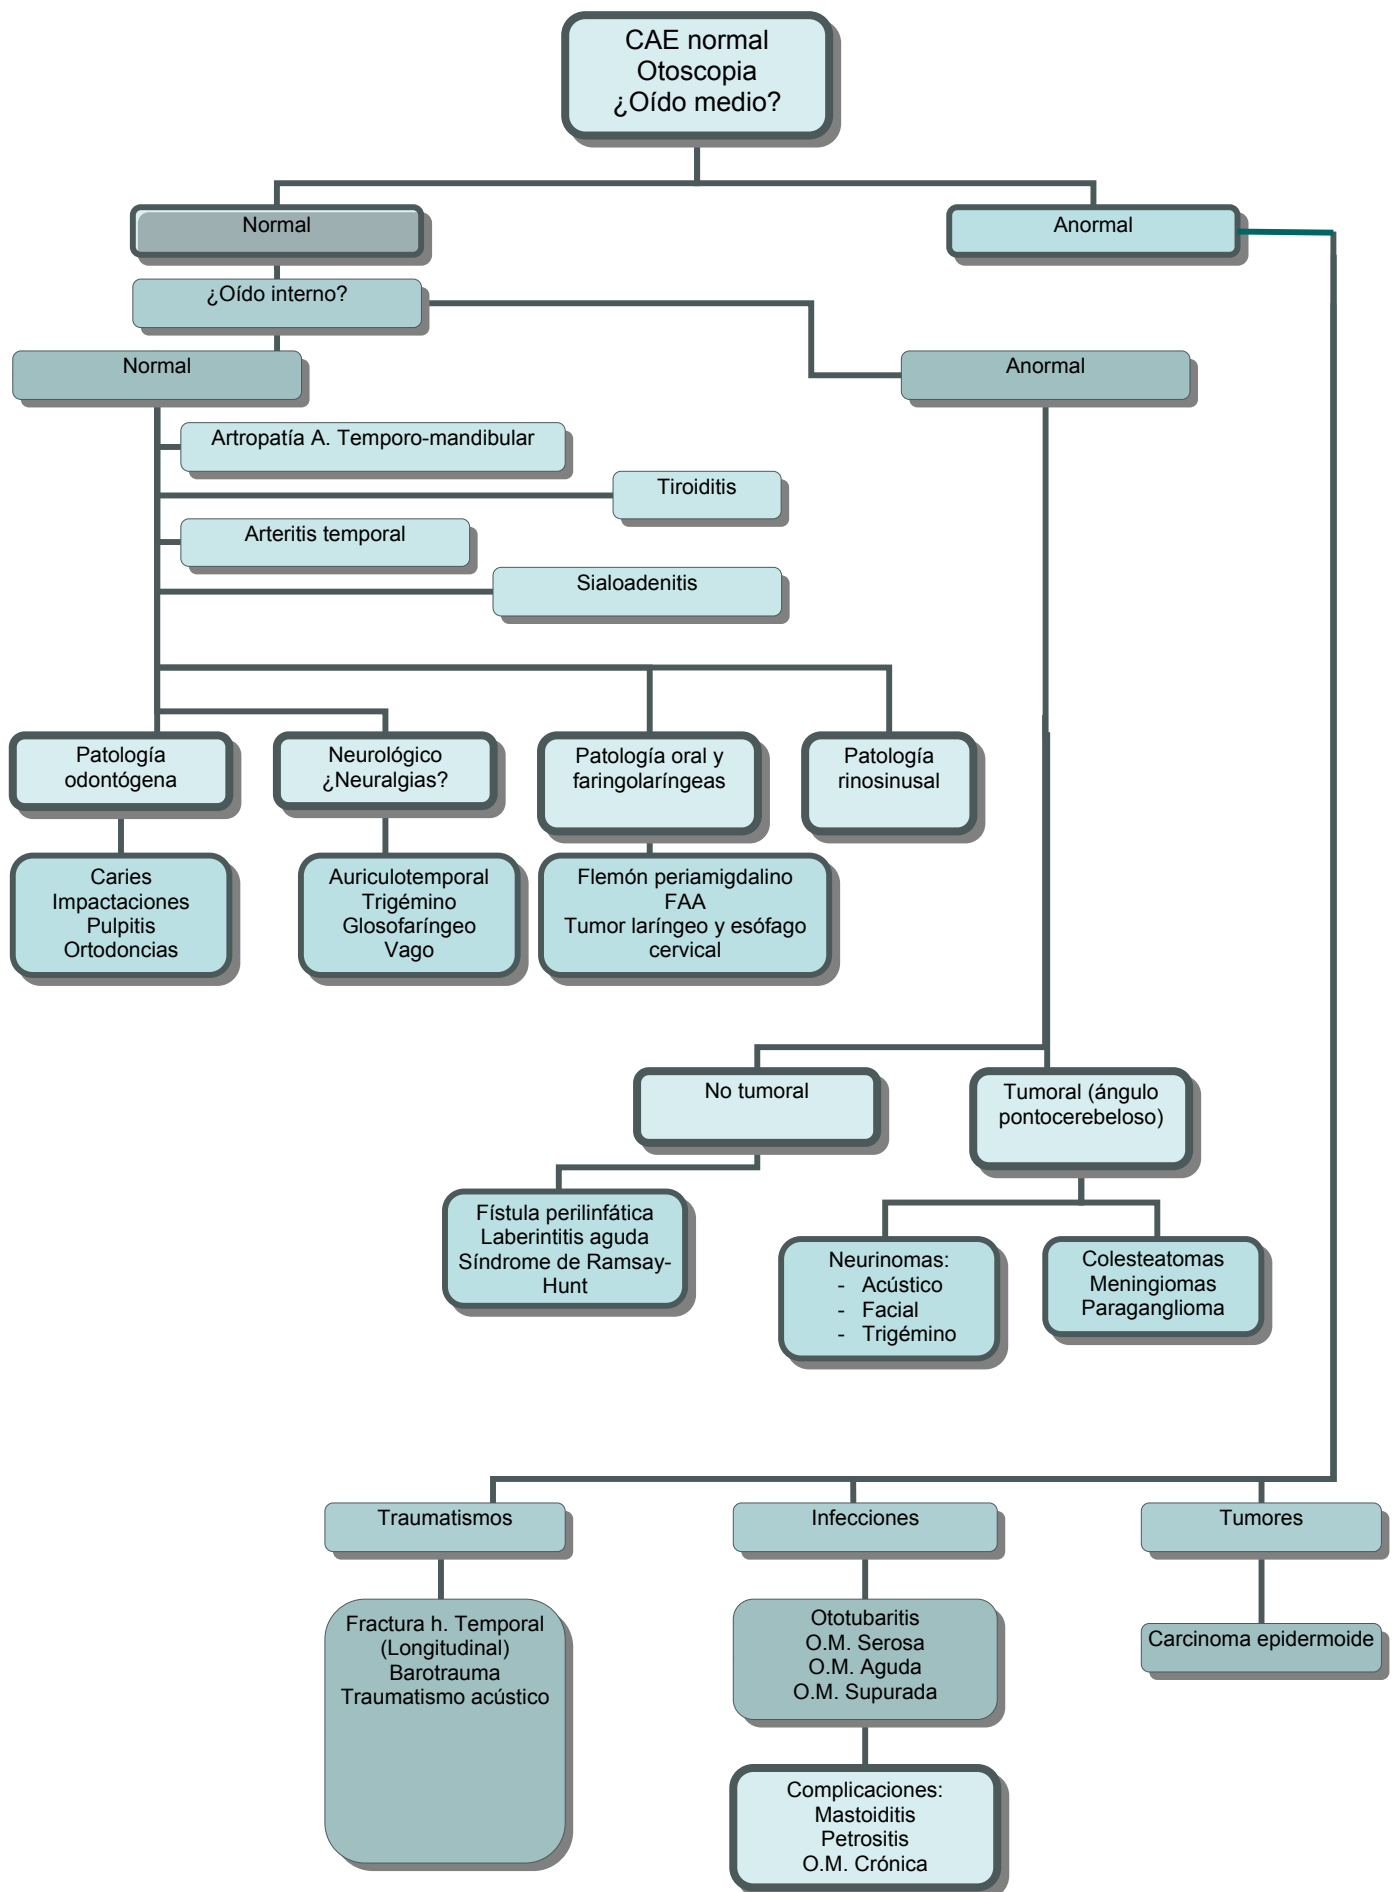 CAE normal
Otoscopia
¿Oído medio?
Normal
Anormal
¿Oído interno?
Normal
Anormal
Artropatía A. Temporo-mandibular
Tiroiditis
Arteritis temporal
Sialoadenitis
Patología
odontógena
Neurológico
¿Neuralgias?
Patología oral y
faringolaríngeas
Patología
rinosinusal
Caries
Impactaciones
Pulpitis
Ortodoncias
Auriculotemporal
Trigémino
Glosofaríngeo
Vago
Flemón periamigdalino
FAA
Tumor laríngeo y esófago
cervical
No tumoral
Tumoral (ángulo
pontocerebeloso)
Fístula perilinfática
Laberintitis aguda
Síndrome de Ramsay-
Hunt
Neurinomas:
- Acústico
- Facial
- Trigémino
Colesteatomas
Meningiomas
Paraganglioma
Traumatismos
Infecciones
Tumores
Fractura h. Temporal
(Longitudinal)
Barotrauma
Traumatismo acústico
Ototubaritis
O.M. Serosa
O.M. Aguda
O.M. Supurada
Carcinoma epidermoide
Complicaciones:
Mastoiditis
Petrositis
O.M. Crónica